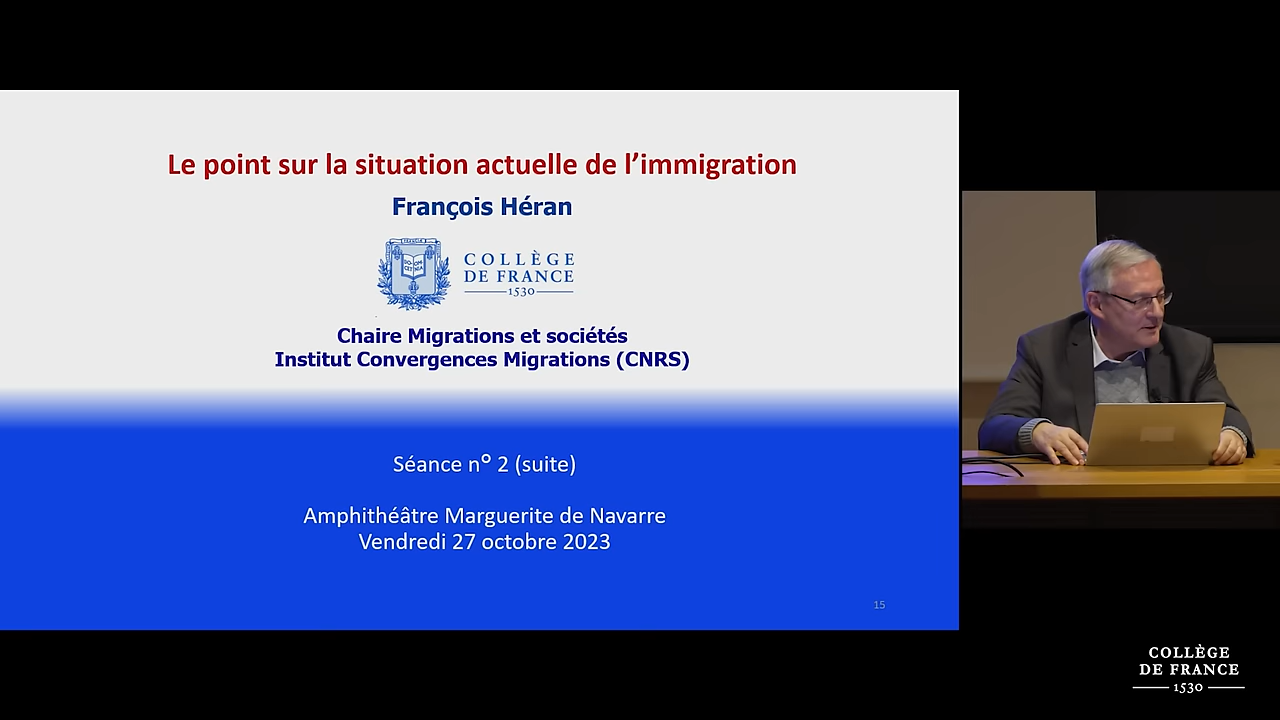 Le point sur la situation actuelle de l’immigration
François Héran
COLLÈGE
DE FRANCE
1530
Chaire Migrations et sociétés
Institut Convergences Migrations (CNRS)
Séance n° 2 (suite)
Amphithéâtre Marguerite de Navarre
Vendredi 27 octobre 2023
15
COLLÈGE
DE FRANCE
1530